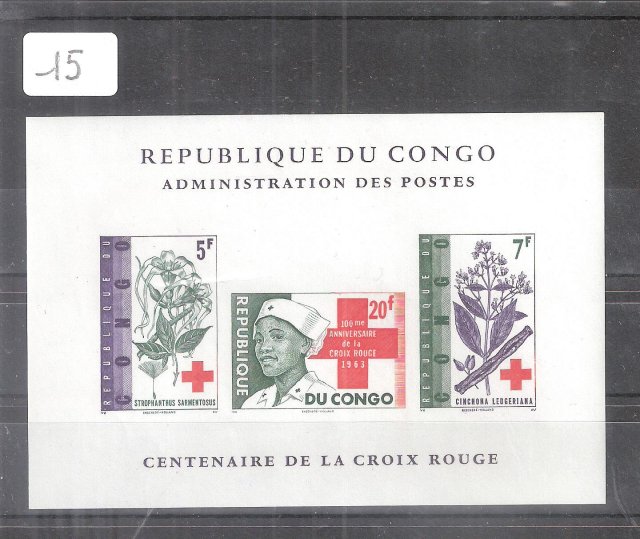 15
REPUBLIQUE DU CONGO
ADMINISTRATION DES POSTES
REPUBLIQUE DU
CONGO
5F
STROPHANTHUS SARMENTOSUS
REPUBLIQUE
20f
100me
ANNIVERSAIRE
de la
CROIX ROUGE
1963
DU CONGO
REPUBLIQUE DU
CONGO
7F
CINCHONA LEDGERIANA
CENTENAIRE DE LA CROIX ROUGE